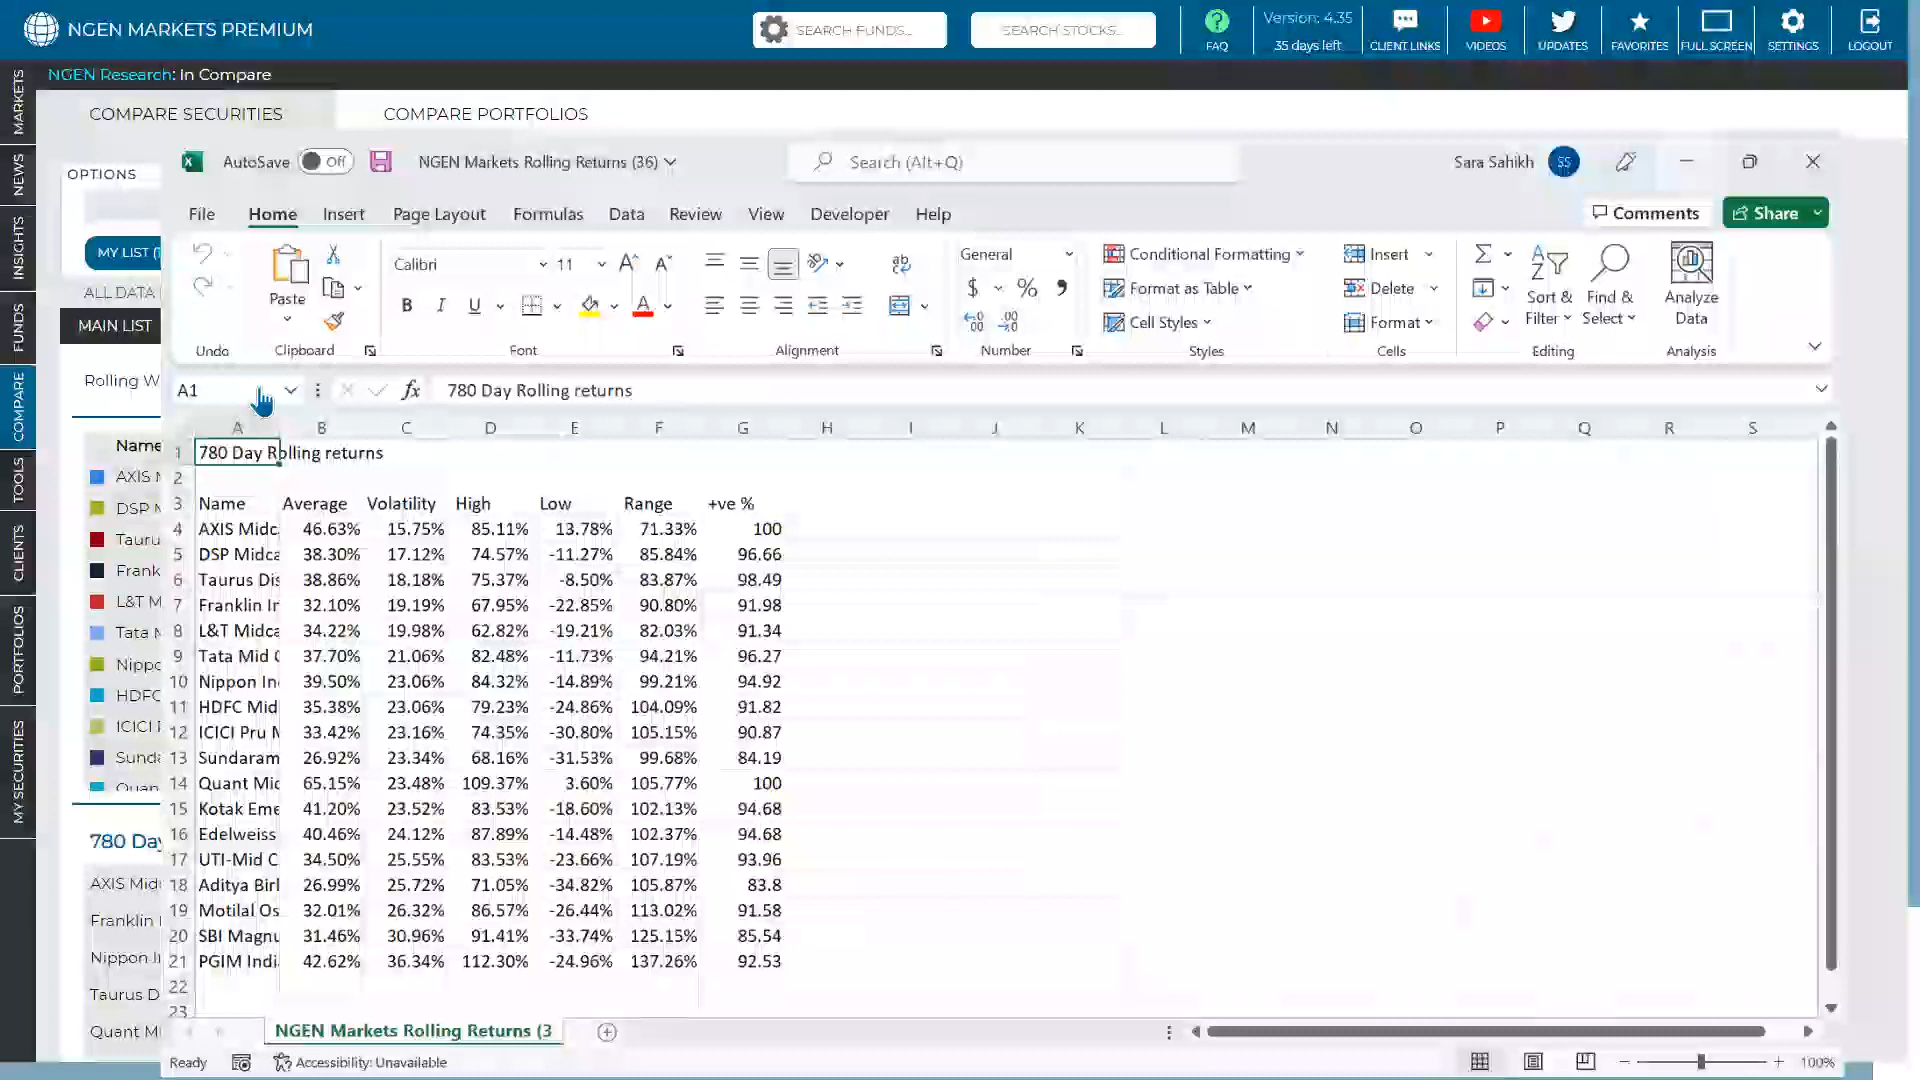 NGEN MARKETS PREMIUM
SEARCH FUNDS...
SEARCH STOCKS...
FAQ
Version: 4.35
35 days left
CLIENT LINKS
VIDEOS
UPDATES
FAVORITES
FULL SCREEN
SETTINGS
LOGOUT
NGEN Research: In Compare
COMPARE SECURITIES
COMPARE PORTFOLIOS
MARKETS
NEWS
INSIGHTS
FUNDS
COMPARE
TOOLS
CLIENTS
PORTFOLIOS
MY SECURITIES
OPTIONS
MY LIST (
ALL DATA
MAIN LIST
Rolling W
Name
AXIS M
DSP M
Tauru
Frank
L&T M
Tata M
Nippo
HDFC
ICICI
Sunda
Quan
780 Day
AXIS Mid
Franklin
Nippon I
Taurus D
Quant M
AutoSave Off
NGEN Markets Rolling Returns (36)
Search (Alt+Q)
Sara Sahikh SS
File Home Insert Page Layout Formulas Data Review View Developer Help
Comments Share
Paste
Undo
Clipboard
Calibri 11
B I U
Font
Alignment
General
$ % 9
Number
Conditional Formatting
Format as Table
Cell Styles
Styles
Insert
Delete
Format
Cells
Sort & Filter
Find & Select
Editing
Analyze Data
Analysis
A1 fx 780 Day Rolling returns
A B C D E F G H I J K L M N O P Q R S
1 780 Day Rolling returns
2
3 Name Average Volatility High Low Range +ve %
4 AXIS Midc 46.63% 15.75% 85.11% 13.78% 71.33% 100
5 DSP Midca 38.30% 17.12% 74.57% -11.27% 85.84% 96.66
6 Taurus Dis 38.86% 18.18% 75.37% -8.50% 83.87% 98.49
7 Franklin In 32.10% 19.19% 67.95% -22.85% 90.80% 91.98
8 L&T Midca 34.22% 19.98% 62.82% -19.21% 82.03% 91.34
9 Tata Mid C 37.70% 21.06% 82.48% -11.73% 94.21% 96.27
10 Nippon In 39.50% 23.06% 84.32% -14.89% 99.21% 94.92
11 HDFC Mid 35.38% 23.06% 79.23% -24.86% 104.09% 91.82
12 ICICI Pru M 33.42% 23.16% 74.35% -30.80% 105.15% 90.87
13 Sundaram 26.92% 23.34% 68.16% -31.53% 99.68% 84.19
14 Quant Mid 65.15% 23.48% 109.37% 3.60% 105.77% 100
15 Kotak Eme 41.20% 23.52% 83.53% -18.60% 102.13% 94.68
16 Edelweiss 40.46% 24.12% 87.89% -14.48% 102.37% 94.68
17 UTI-Mid C 34.50% 25.55% 83.53% -23.66% 107.19% 93.96
18 Aditya Birl 26.99% 25.72% 71.05% -34.82% 105.87% 83.8
19 Motilal Os 32.01% 26.32% 86.57% -26.44% 113.02% 91.58
20 SBI Magnu 31.46% 30.96% 91.41% -33.74% 125.15% 85.54
21 PGIM Indi 42.62% 36.34% 112.30% -24.96% 137.26% 92.53
22
23
NGEN Markets Rolling Returns (3
Ready Accessibility: Unavailable
100%